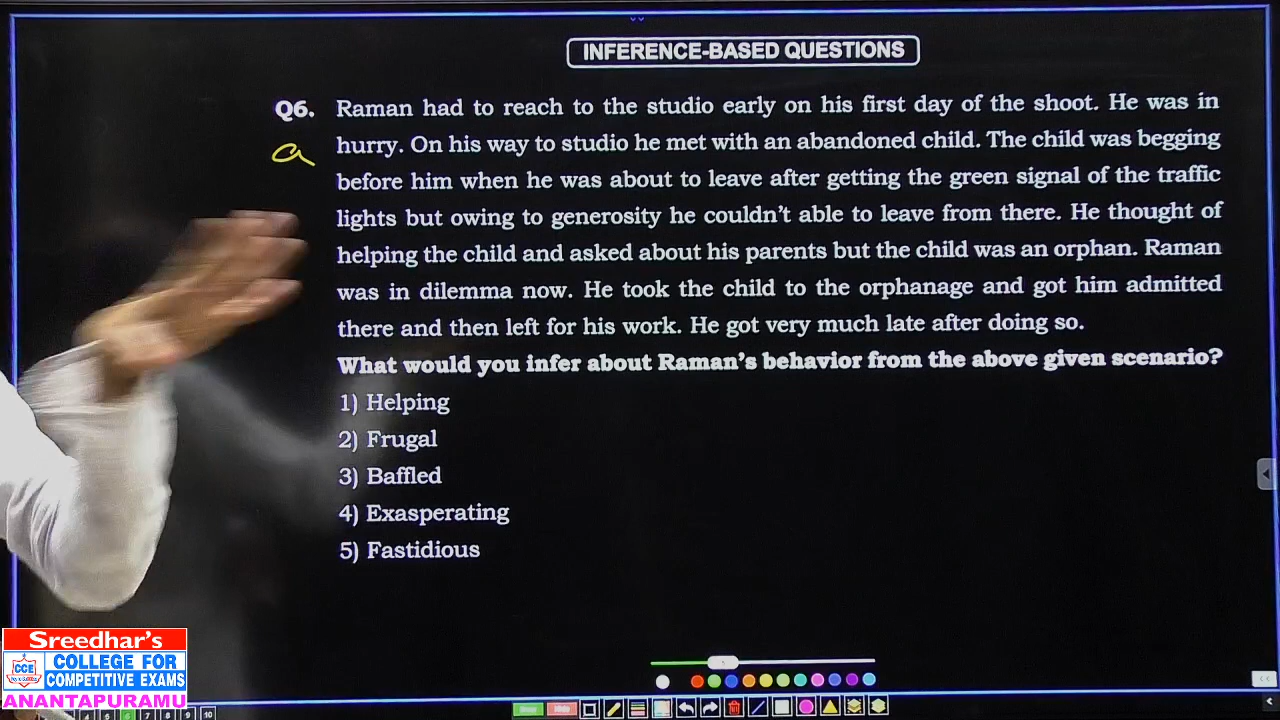 INFERENCE-BASED QUESTIONS
Q6. Raman had to reach to the studio early on his first day of the shoot. He was in
a
hurry. On his way to studio he met with an abandoned child. The child was begging
before him when he was about to leave after getting the green signal of the traffic
lights but owing to generosity he couldn't able to leave from there. He thought of
helping the child and asked about his parents but the child was an orphan. Raman
was in dilemma now. He took the child to the orphanage and got him admitted
there and then left for his work. He got very much late after doing so.
What would you infer about Raman's behavior from the above given scenario?
1) Helping
2) Frugal
3) Baffled
4) Exasperating
5) Fastidious
Sreedhar's
CCE
COLLEGE FOR
COMPETITIVE EXAMS
ANANTAPURAMU
4 5 6 7 8 9 10